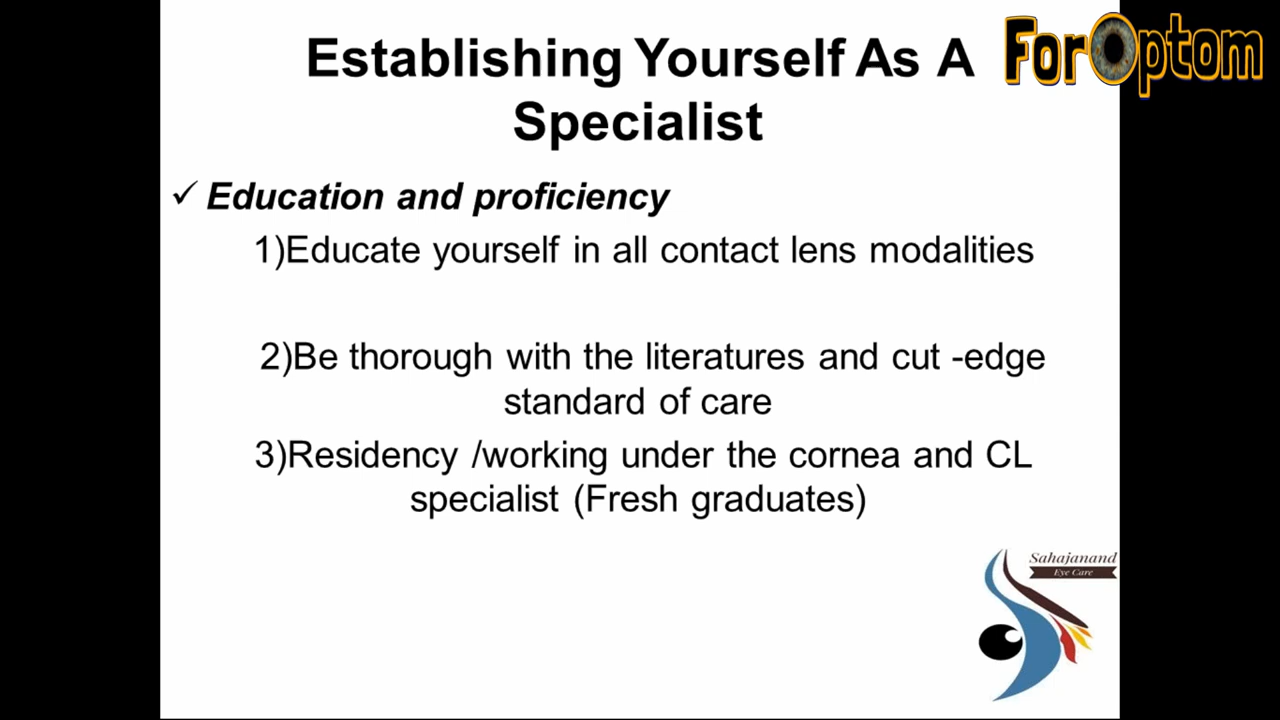 Establishing Yourself As A
Specialist
ForOptom
✓ Education and proficiency
1)Educate yourself in all contact lens modalities
2)Be thorough with the literatures and cut -edge
standard of care
3)Residency /working under the cornea and CL
specialist (Fresh graduates)
Sahajanand
Eye Care